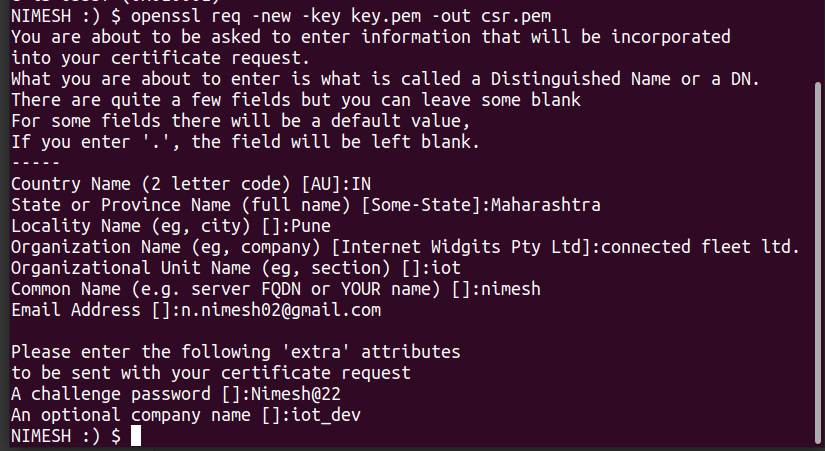 NIMESH :) $ openssl req -new -key key.pem -out csr.pem
You are about to be asked to enter information that will be incorporated
into your certificate request.
What you are about to enter is what is called a Distinguished Name or a DN.
There are quite a few fields but you can leave some blank
For some fields there will be a default value,
If you enter '.', the field will be left blank.
-----
Country Name (2 letter code) [AU]:IN
State or Province Name (full name) [Some-State]:Maharashtra
Locality Name (eg, city) []:Pune
Organization Name (eg, company) [Internet Widgits Pty Ltd]:connected fleet ltd.
Organizational Unit Name (eg, section) []:iot
Common Name (e.g. server FQDN or YOUR name) []:nimesh
Email Address []:n.nimesh02@gmail.com

Please enter the following 'extra' attributes
to be sent with your certificate request
A challenge password []:Nimesh@22
An optional company name []:iot_dev
NIMESH :) $